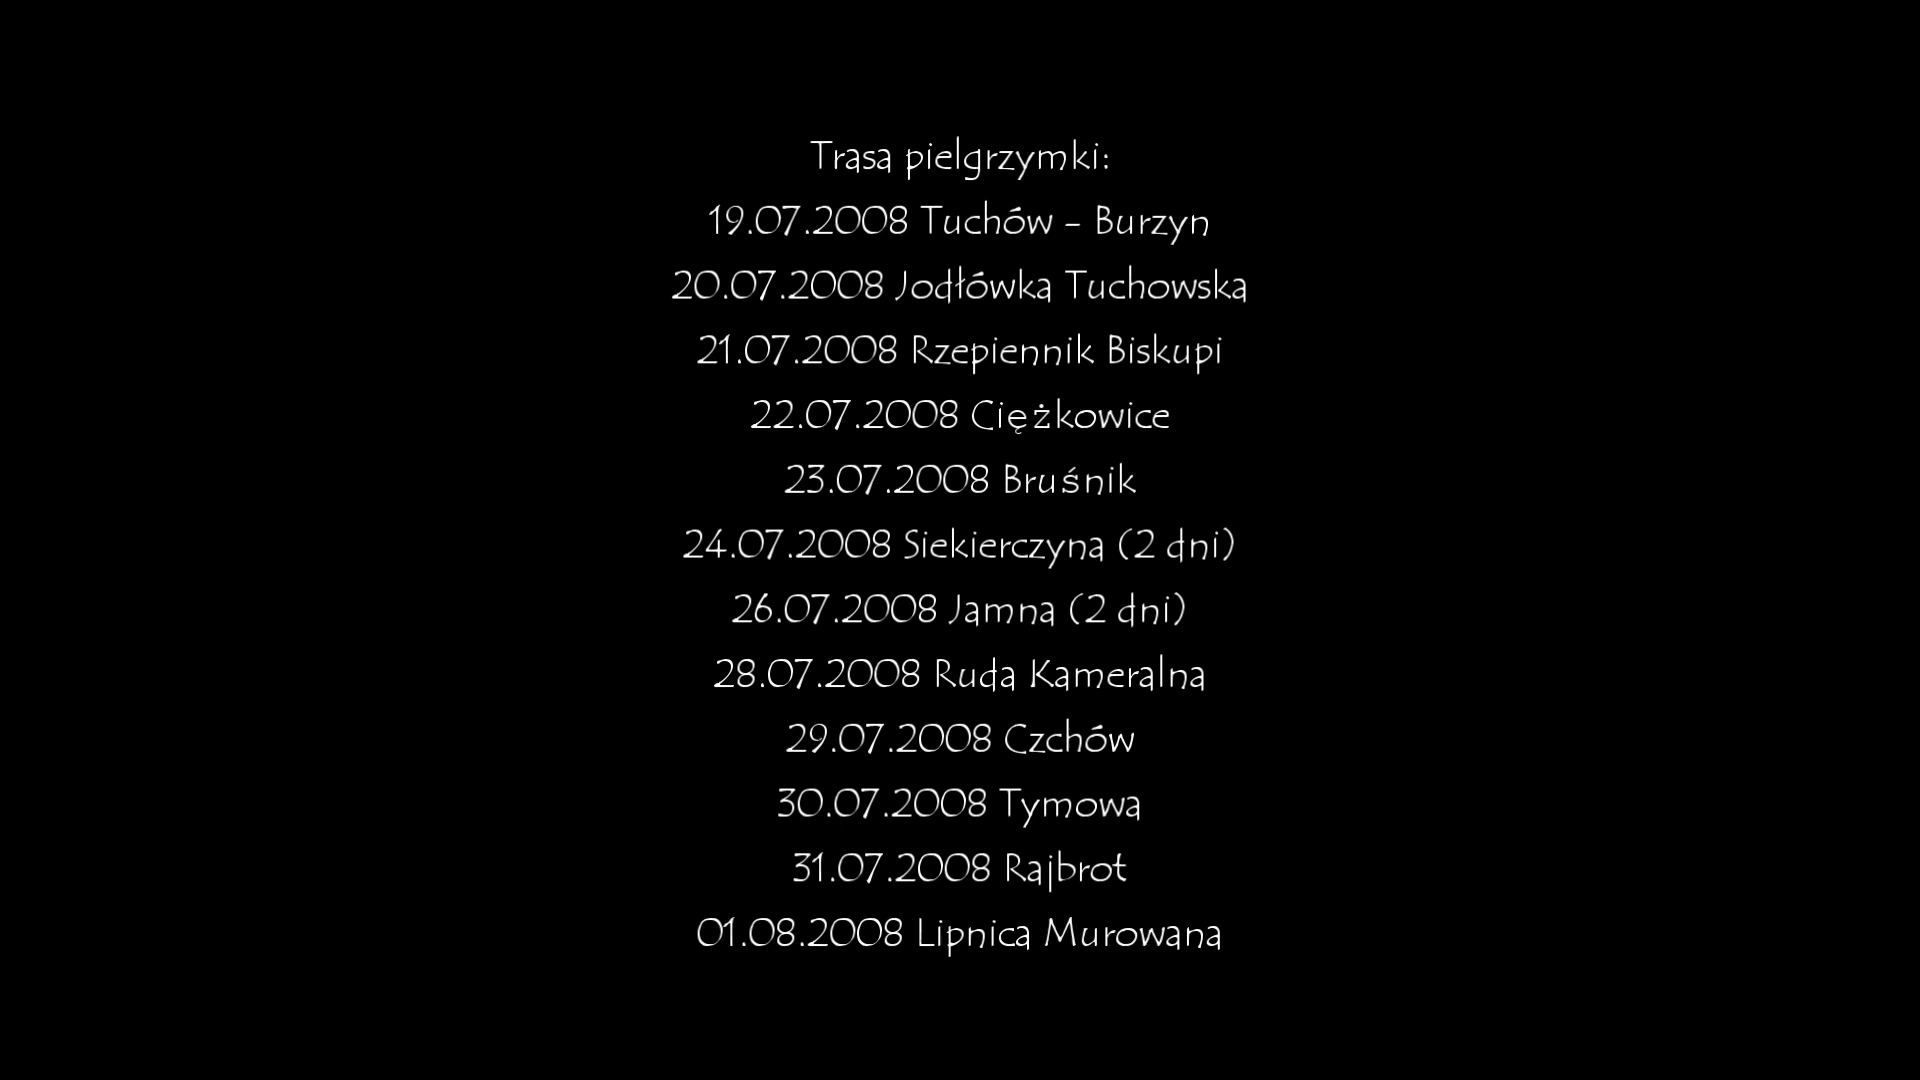 Trasa pielgrzymki:
19.07.2008 Tuchów - Burzyn
20.07.2008 Jodłówka Tuchowska
21.07.2008 Rzepiennik Biskupi
22.07.2008 Ciężkowice
23.07.2008 Bruśnik
24.07.2008 Siekierczyna (2 dni)
26.07.2008 Jamna (2 dni)
28.07.2008 Ruda Kameralna
29.07.2008 Czchów
30.07.2008 Tymowa
31.07.2008 Rajbrot
01.08.2008 Lipnica Murowana